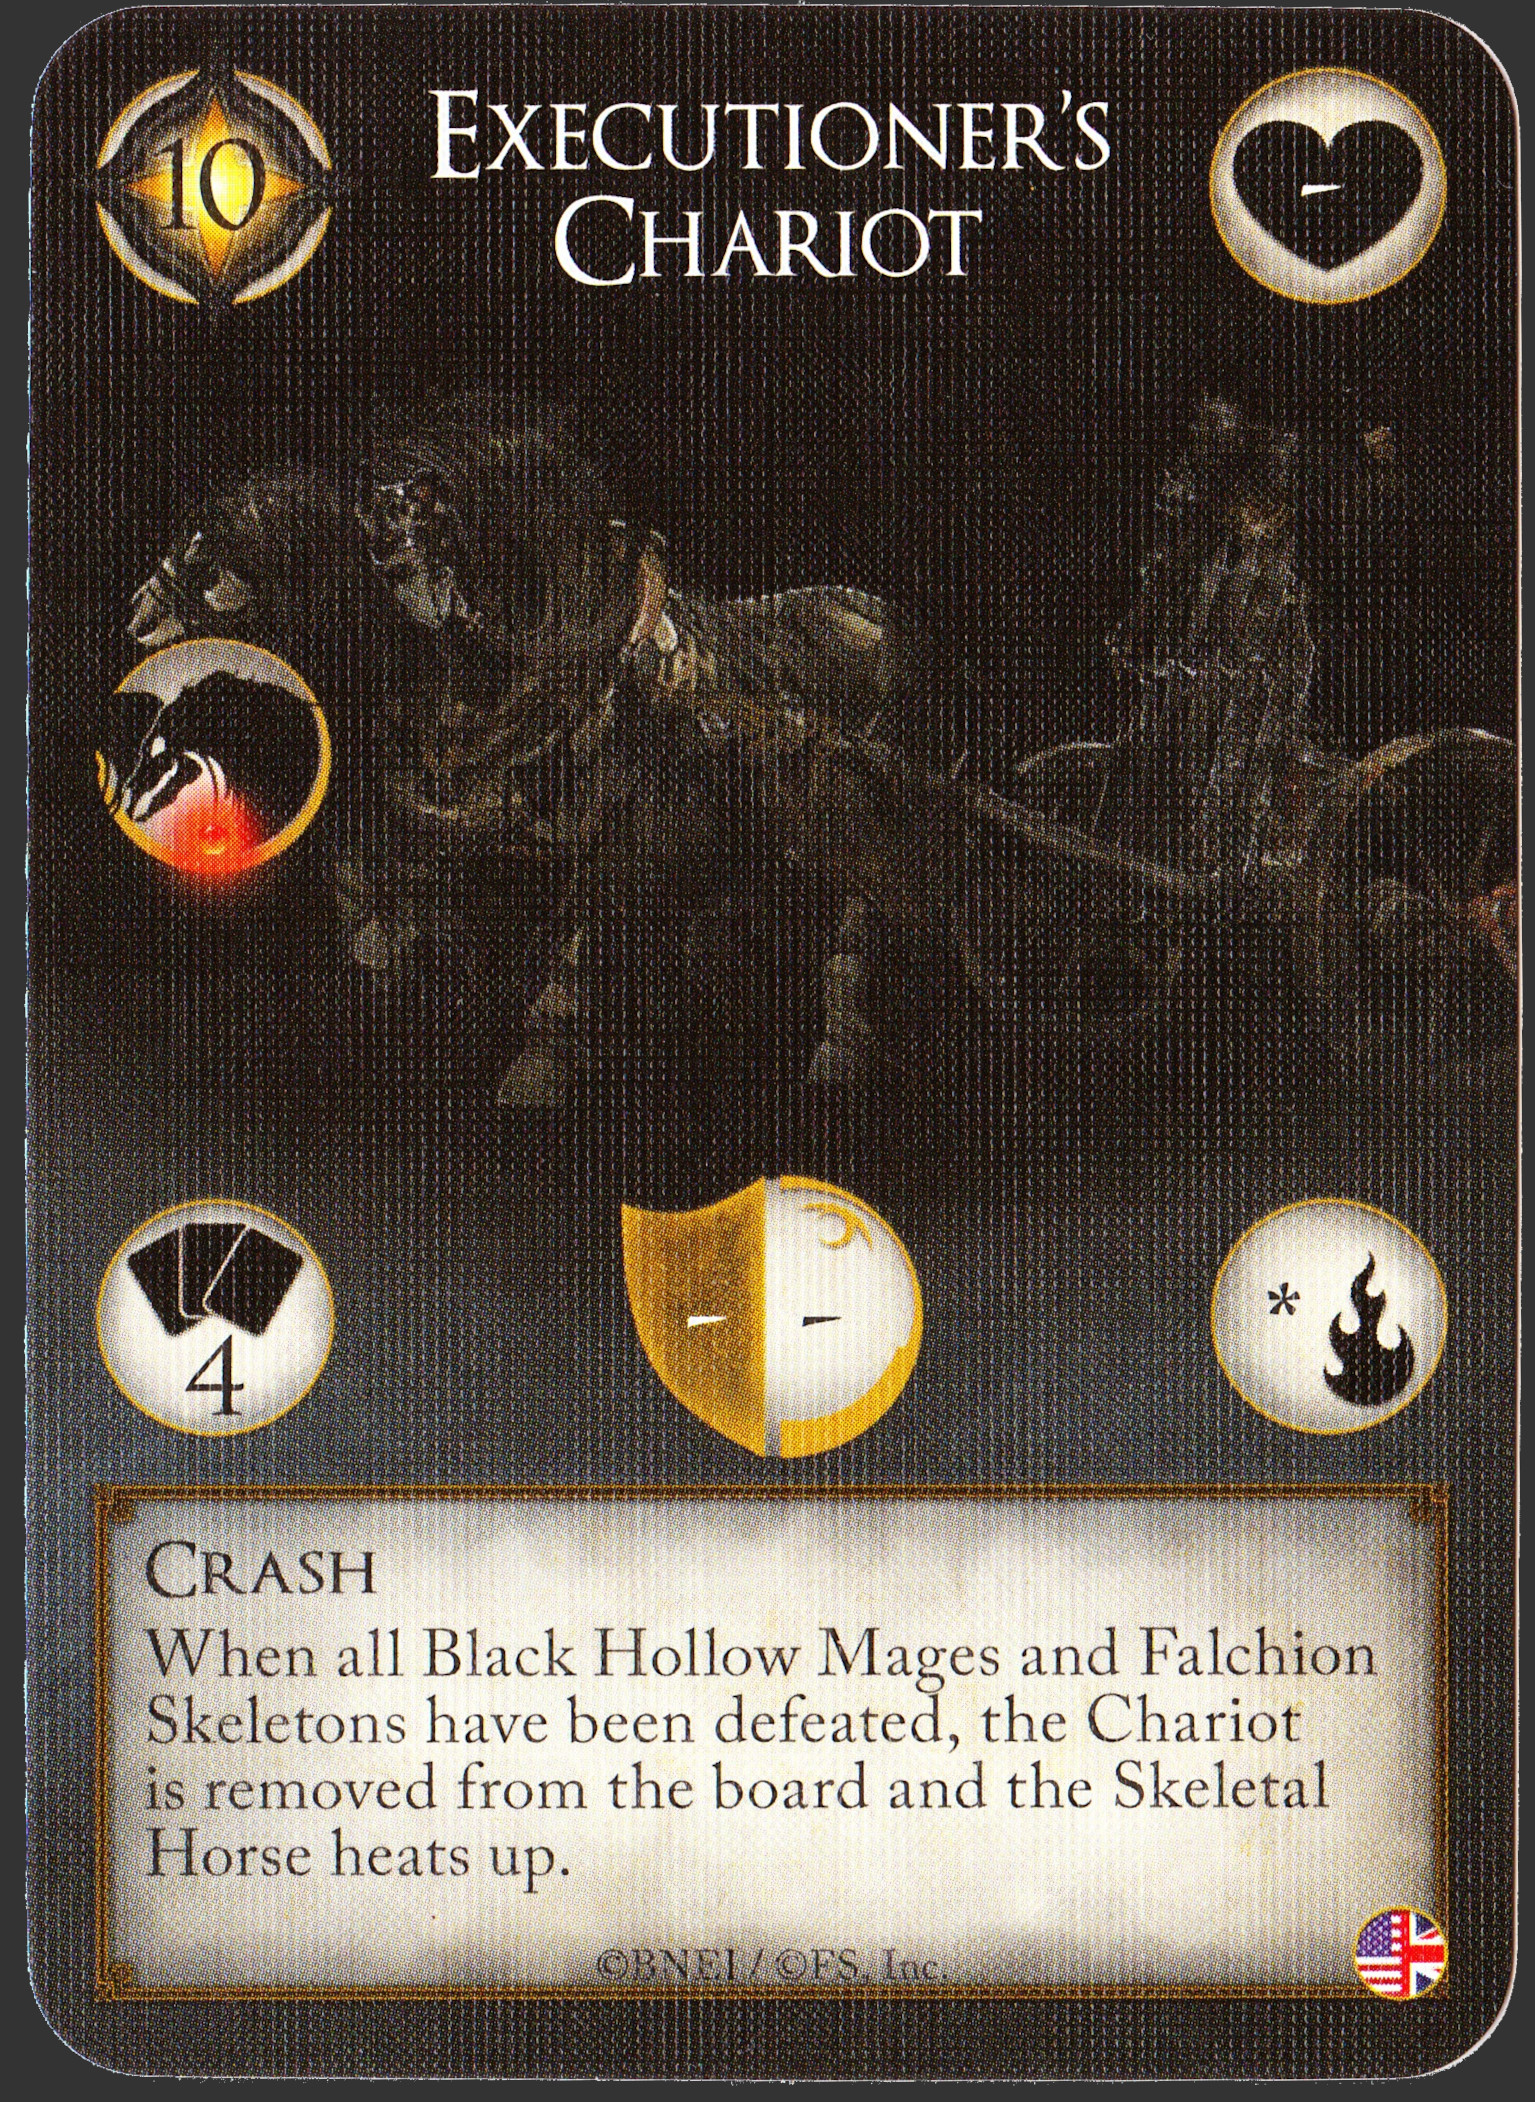 10
EXECUTIONER'S
CHARIOT
-
4
- -
*
CRASH
When all Black Hollow Mages and Falchion
Skeletons have been defeated, the Chariot
is removed from the board and the Skeletal
Horse heats up.
©BNEI / ©FS, Inc.